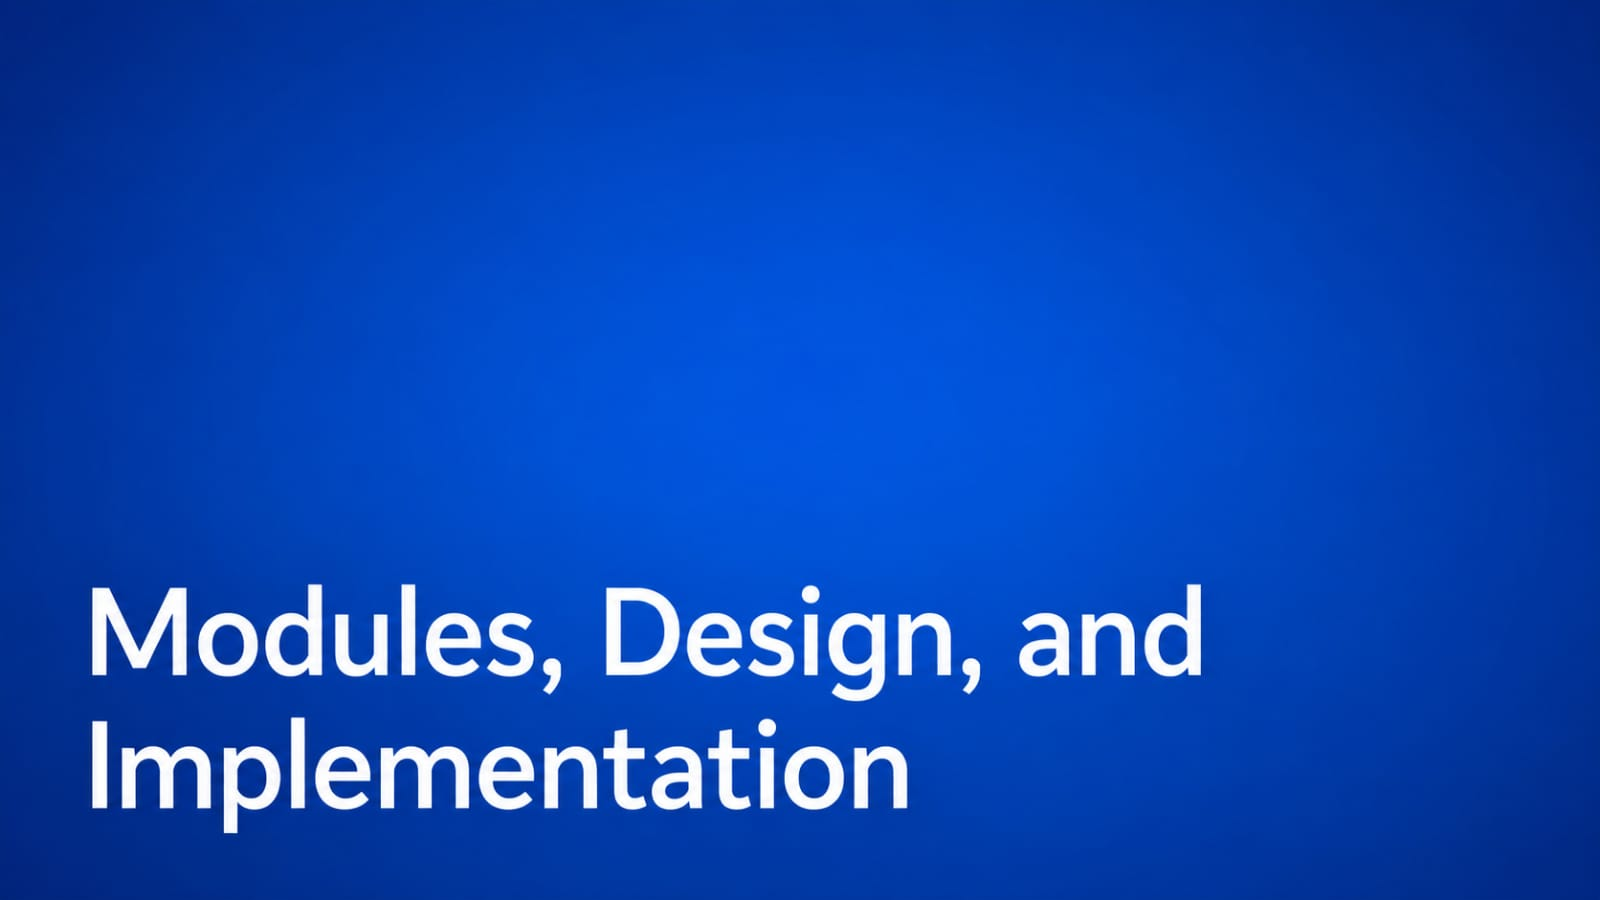 Modules, Design, and
Implementation